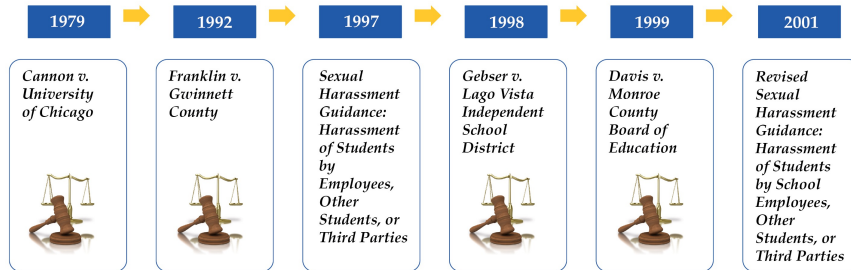 1979
1992
1997
1998
1999
2001
Cannon v.
University
of Chicago
Franklin v.
Gwinnett
County
Sexual
Harassment
Guidance:
Harassment
of Students
by
Employees,
Other
Students, or
Third Parties
Gebser v.
Lago Vista
Independent
School
District
Davis v.
Monroe
County
Board of
Education
Revised
Sexual
Harassment
Guidance:
Harassment
of Students
by School
Employees,
Other
Students, or
Third Parties